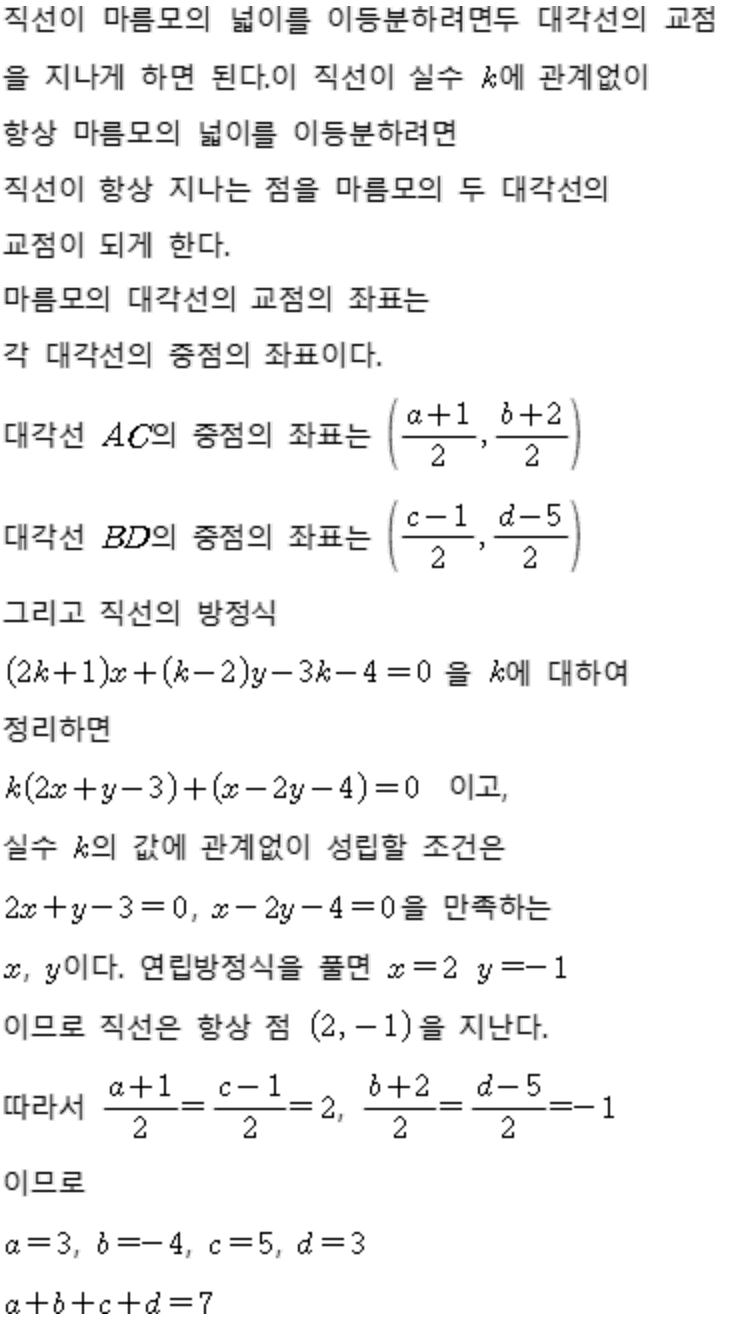 직선이 마름모의 넓이를 이등분하려면두 대각선의 교점
을 지나게 하면 된다.이 직선이 실수 k에 관계없이
항상 마름모의 넓이를 이등분하려면
직선이 항상 지나는 점을 마름모의 두 대각선의
교점이 되게 한다.
마름모의 대각선의 교점의 좌표는
각 대각선의 중점의 좌표이다.
대각선 AC의 중점의 좌표는 ((a+1)/2, (b+2)/2)
대각선 BD의 중점의 좌표는 ((c-1)/2, (d-5)/2)
그리고 직선의 방정식
(2k+1)x+(k-2)y-3k-4=0 을 k에 대하여
정리하면
k(2x+y-3)+(x-2y-4)=0 이고,
실수 k의 값에 관계없이 성립할 조건은
2x+y-3=0, x-2y-4=0을 만족하는
x, y이다. 연립방정식을 풀면 x=2 y=-1
이므로 직선은 항상 점 (2,-1)을 지난다.
따라서 (a+1)/2=(c-1)/2=2, (b+2)/2=(d-5)/2=-1
이므로
a=3, b=-4, c=5, d=3
a+b+c+d=7